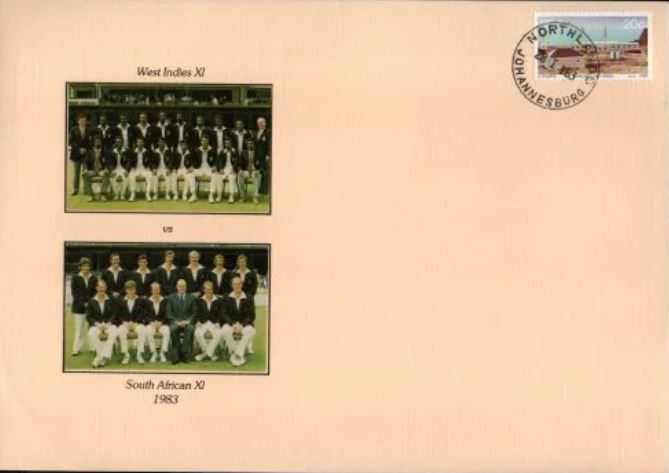 West Indies XI
vs
South African XI
1983
20c
NORTHL
JOHANNESBURG